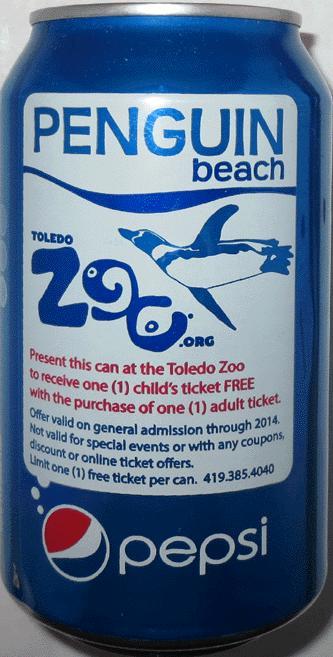 PENGUIN
beach
TOLEDO
Zoo
.ORG
Present this can at the Toledo Zoo
to receive one (1) child's ticket FREE
with the purchase of one (1) adult ticket.
Offer valid on general admission through 2014.
Not valid for special events or with any coupons,
discount or online ticket offers.
Limit one (1) free ticket per can. 419.385.4040
pepsi